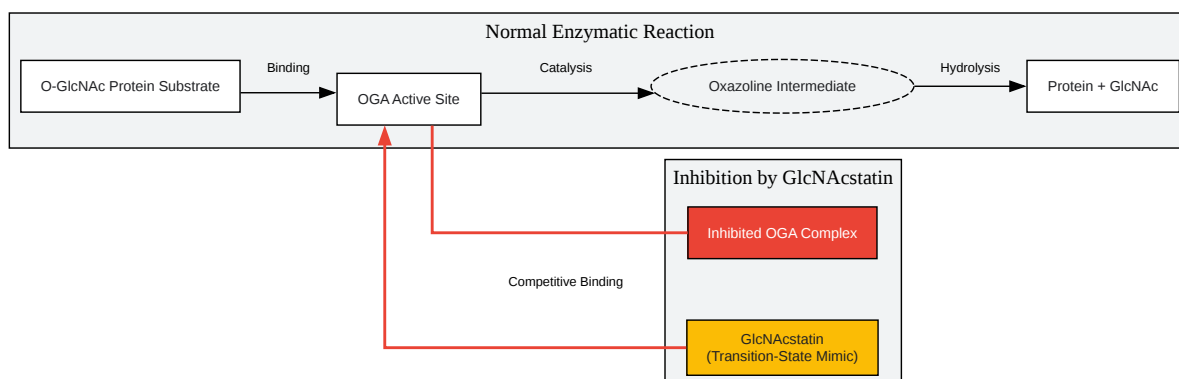 Normal Enzymatic Reaction
O-GlcNAc Protein Substrate
Binding
OGA Active Site
Catalysis
Oxazoline Intermediate
Hydrolysis
Protein + GlcNAc
Inhibition by GlcNAcstatin
Inhibited OGA Complex
Competitive Binding
GlcNAcstatin
(Transition-State Mimic)